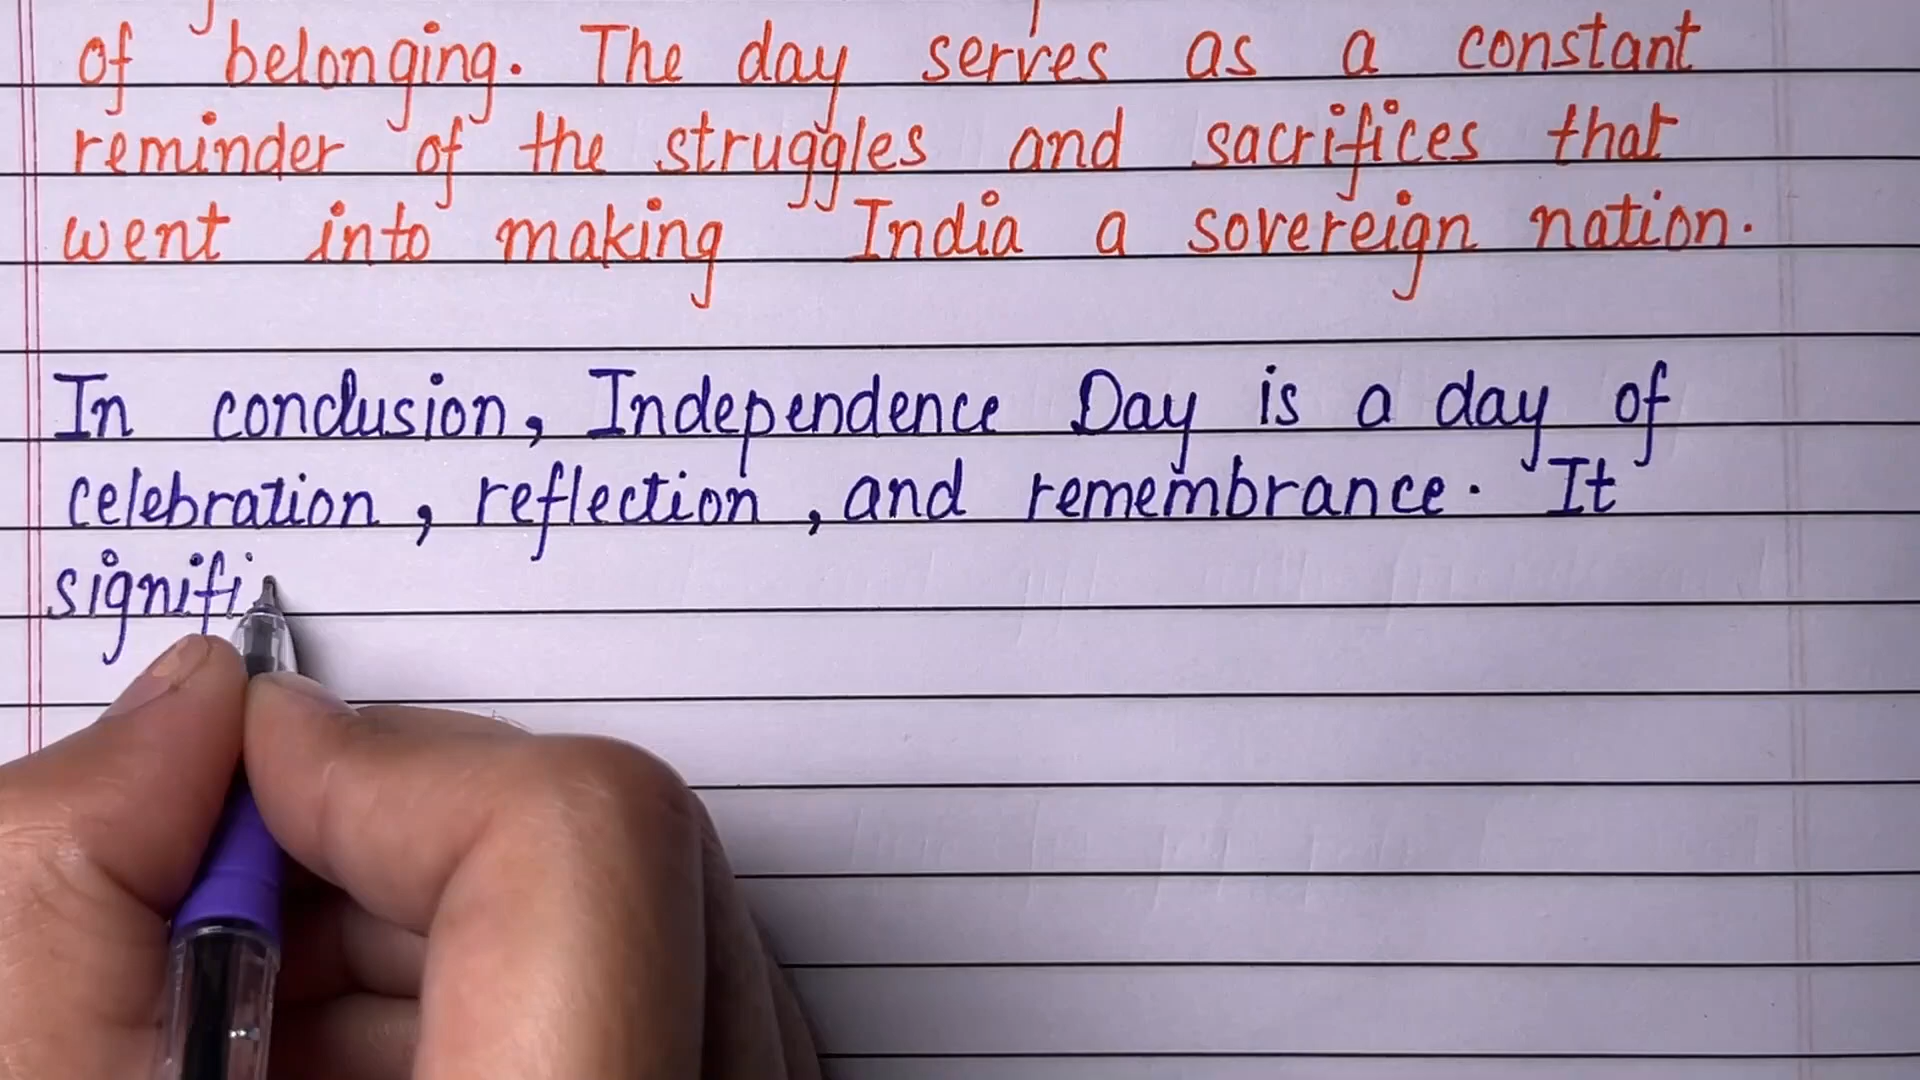 of belonging. The day serves as a constant
reminder of the struggles and sacrifices that
went into making India a sovereign nation.
In conclusion, Independence Day is a day of
celebration, reflection, and remembrance. It
signifi